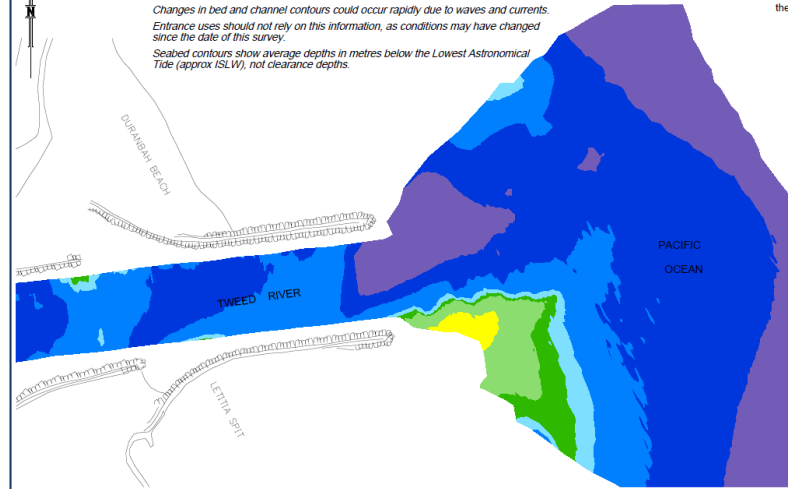 N
Changes in bed and channel contours could occur rapidly due to waves and currents.
the
Entrance uses should not rely on this information, as conditions may have changed
since the date of this survey.
Seabed contours show average depths in metres below the Lowest Astronomical
Tide (approx ISLW), not clearance depths.
DURANBAH BEACH
PACIFIC
OCEAN
TWEED RIVER
LETITIA SPIT